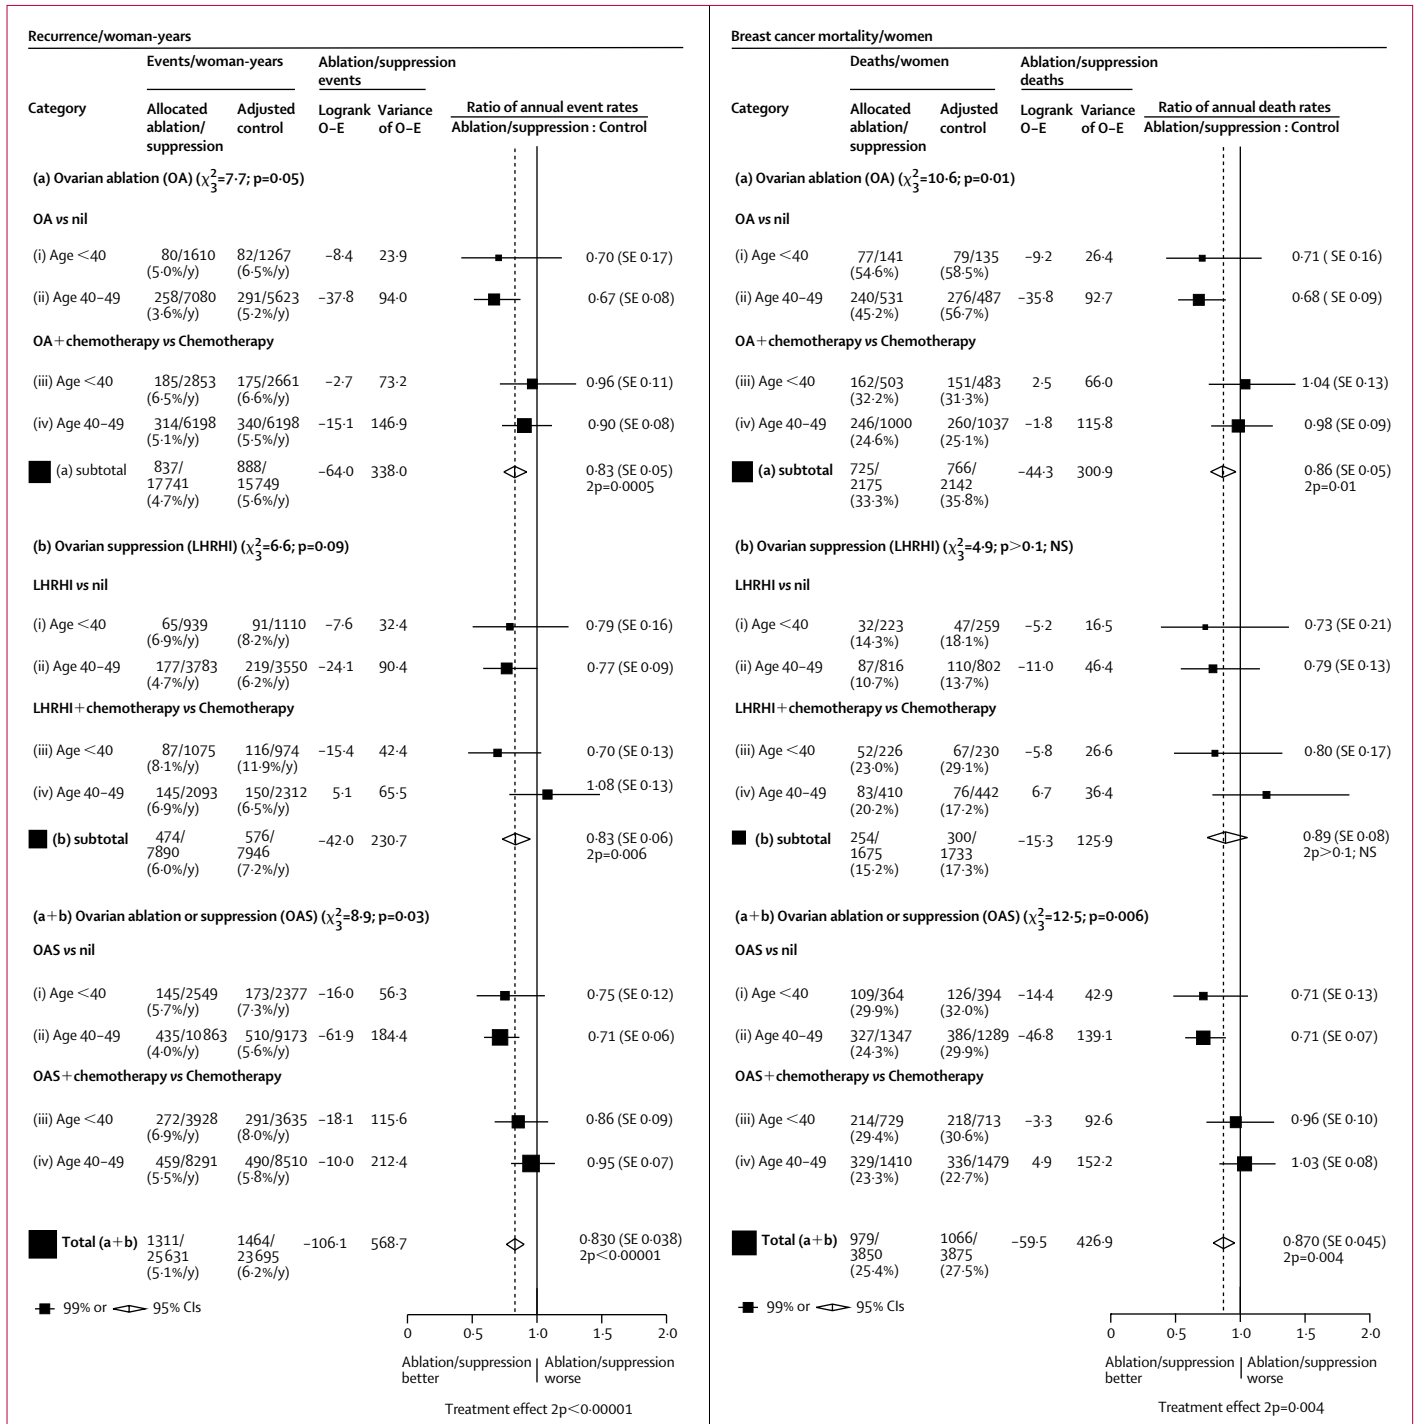 Recurrence/woman-years
Events/woman-years Ablation/suppression events
Category Allocated ablation/suppression Adjusted control Logrank O–E Variance of O–E Ratio of annual event rates
Ablation/suppression : Control
(a) Ovarian ablation (OA) (χ²₃=7·7; p=0·05)
OA vs nil
(i) Age <40 80/1610 82/1267 –8·4 23·9 0·70 (SE 0·17)
(5·0%/y) (6·5%/y)
(ii) Age 40–49 258/7080 291/5623 –37·8 94·0 0·67 (SE 0·08)
(3·6%/y) (5·2%/y)
OA+chemotherapy vs Chemotherapy
(iii) Age <40 185/2853 175/2661 –2·7 73·2 0·96 (SE 0·11)
(6·5%/y) (6·6%/y)
(iv) Age 40–49 314/6198 340/6198 –15·1 146·9 0·90 (SE 0·08)
(5·1%/y) (5·5%/y)
(a) subtotal 837/ 888/ –64·0 338·0 0·83 (SE 0·05)
17741 15749 2p=0·0005
(4·7%/y) (5·6%/y)
(b) Ovarian suppression (LHRHI) (χ²₃=6·6; p=0·09)
LHRHI vs nil
(i) Age <40 65/939 91/1110 –7·6 32·4 0·79 (SE 0·16)
(6·9%/y) (8·2%/y)
(ii) Age 40–49 177/3783 219/3550 –24·1 90·4 0·77 (SE 0·09)
(4·7%/y) (6·2%/y)
LHRHI+chemotherapy vs Chemotherapy
(iii) Age <40 87/1075 116/974 –15·4 42·4 0·70 (SE 0·13)
(8·1%/y) (11·9%/y)
(iv) Age 40–49 145/2093 150/2312 5·1 65·5 1·08 (SE 0·13)
(6·9%/y) (6·5%/y)
(b) subtotal 474/ 576/ –42·0 230·7 0·83 (SE 0·06)
7890 7946 2p=0·006
(6·0%/y) (7·2%/y)
(a+b) Ovarian ablation or suppression (OAS) (χ²₃=8·9; p=0·03)
OAS vs nil
(i) Age <40 145/2549 173/2377 –16·0 56·3 0·75 (SE 0·12)
(5·7%/y) (7·3%/y)
(ii) Age 40–49 435/10 863 510/9173 –61·9 184·4 0·71 (SE 0·06)
(4·0%/y) (5·6%/y)
OAS+chemotherapy vs Chemotherapy
(iii) Age <40 272/3928 291/3635 –18·1 115·6 0·86 (SE 0·09)
(6·9%/y) (8·0%/y)
(iv) Age 40–49 459/8291 490/8510 –10·0 212·4 0·95 (SE 0·07)
(5·5%/y) (5·8%/y)
Total (a+b) 1311/ 1464/ –106·1 568·7 0·830 (SE 0·038)
25 631 23 695 2p<0·00001
(5·1%/y) (6·2%/y)
99% or 95% CIs
0 0·5 1·0 1·5 2·0
Ablation/suppression better Ablation/suppression worse
Treatment effect 2p<0·00001
Breast cancer mortality/women
Deaths/women Ablation/suppression deaths
Category Allocated ablation/suppression Adjusted control Logrank O–E Variance of O–E Ratio of annual death rates
Ablation/suppression : Control
(a) Ovarian ablation (OA) (χ²₃=10·6; p=0·01)
OA vs nil
(i) Age <40 77/141 79/135 –9·2 26·4 0·71 ( SE 0·16)
(54·6%) (58·5%)
(ii) Age 40–49 240/531 276/487 –35·8 92·7 0·68 ( SE 0·09)
(45·2%) (56·7%)
OA+chemotherapy vs Chemotherapy
(iii) Age <40 162/503 151/483 2·5 66·0 1·04 (SE 0·13)
(32·2%) (31·3%)
(iv) Age 40–49 246/1000 260/1037 –1·8 115·8 0·98 (SE 0·09)
(24·6%) (25·1%)
(a) subtotal 725/ 766/ –44·3 300·9 0·86 (SE 0·05)
2175 2142 2p=0·01
(33·3%) (35·8%)
(b) Ovarian suppression (LHRHI) (χ²₃=4·9; p>0·1; NS)
LHRHI vs nil
(i) Age <40 32/223 47/259 –5·2 16·5 0·73 (SE 0·21)
(14·3%) (18·1%)
(ii) Age 40–49 87/816 110/802 –11·0 46·4 0·79 (SE 0·13)
(10·7%) (13·7%)
LHRHI+chemotherapy vs Chemotherapy
(iii) Age <40 52/226 67/230 –5·8 26·6 0·80 (SE 0·17)
(23·0%) (29·1%)
(iv) Age 40–49 83/410 76/442 6·7 36·4
(20·2%) (17·2%)
(b) subtotal 254/ 300/ –15·3 125·9 0·89 (SE 0·08)
1675 1733 2p>0·1; NS
(15·2%) (17·3%)
(a+b) Ovarian ablation or suppression (OAS) (χ²₃=12·5; p=0·006)
OAS vs nil
(i) Age <40 109/364 126/394 –14·4 42·9 0·71 (SE 0·13)
(29·9%) (32·0%)
(ii) Age 40–49 327/1347 386/1289 –46·8 139·1 0·71 (SE 0·07)
(24·3%) (29·9%)
OAS+chemotherapy vs Chemotherapy
(iii) Age <40 214/729 218/713 –3·3 92·6 0·96 (SE 0·10)
(29·4%) (30·6%)
(iv) Age 40–49 329/1410 336/1479 4·9 152·2 1·03 (SE 0·08)
(23·3%) (22·7%)
Total (a+b) 979/ 1066/ –59·5 426·9 0·870 (SE 0·045)
3850 3875 2p=0·004
(25·4%) (27·5%)
99% or 95% CIs
0 0·5 1·0 1·5 2·0
Ablation/suppression better Ablation/suppression worse
Treatment effect 2p=0·004